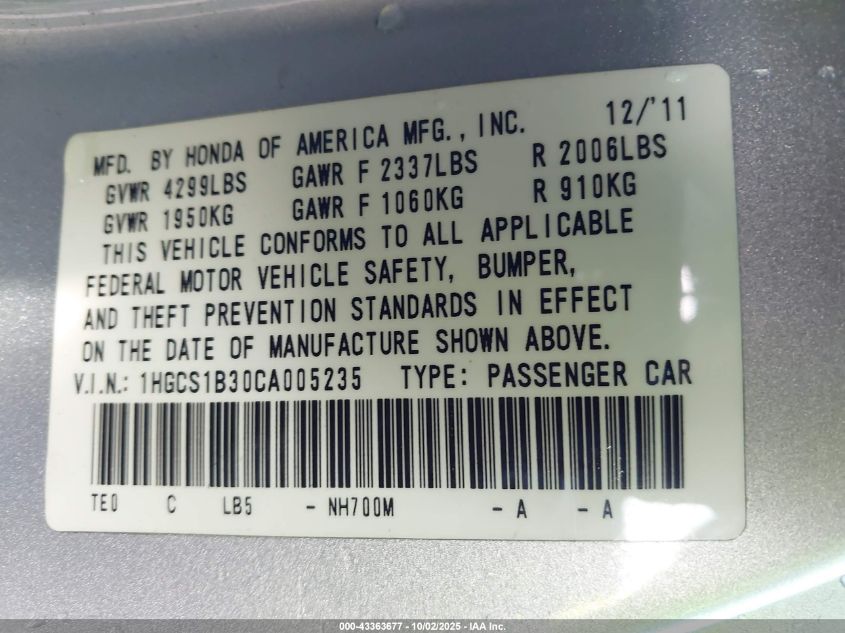 MFD. BY HONDA OF AMERICA MFG., INC. 12/'11
GVWR 4299LBS GAWR F 2337LBS R 2006LBS
GVWR 1950KG GAWR F 1060KG R 910KG
THIS VEHICLE CONFORMS TO ALL APPLICABLE
FEDERAL MOTOR VEHICLE SAFETY, BUMPER,
AND THEFT PREVENTION STANDARDS IN EFFECT
ON THE DATE OF MANUFACTURE SHOWN ABOVE.
V.I.N.: 1HGCS1B30CA005235 TYPE: PASSENGER CAR
TE0 C LB5 - NH700M - A - A
000-43363677 - 10/02/2025 - IAA Inc.